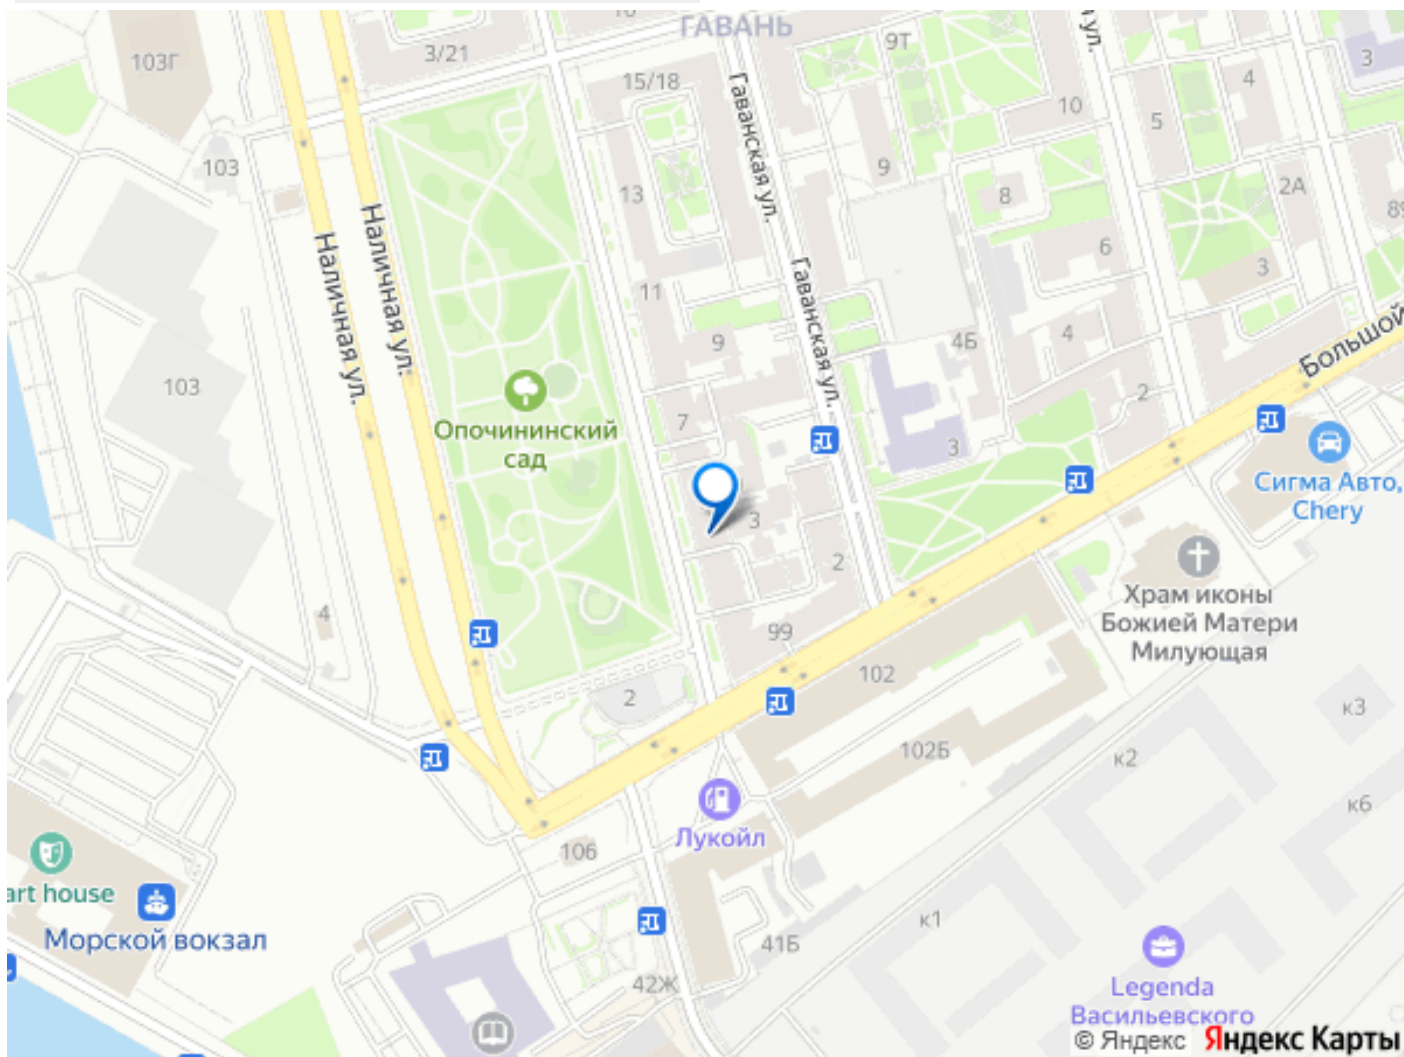 ГАВАНЬ
103Г
3/21
15/18
9Т
3
4
10
5
103
13
9
8
2А
Гаванская ул.
Наличная ул.
Наличная ул.
6
3
11
Гаванская ул.
4Б
4
9
Большой
103
2
7
Опочининский
сад
3
Сигма Авто,
Chery
3
2
4
Храм иконы
Божией Матери
Милующая
99
102
2
к3
102Б
к2
к6
Лукойл
106
art house
Морской вокзал
к1
41Б
42Ж
Legenda
Васильевского
© Яндекс Яндекс Карты